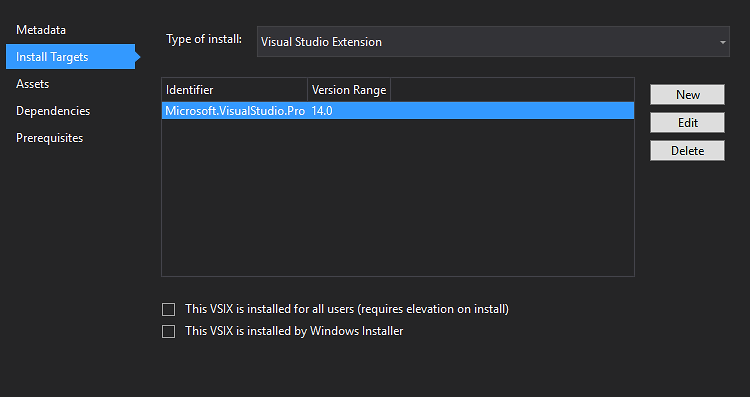 Metadata
Install Targets
Assets
Dependencies
Prerequisites
Type of install:
Visual Studio Extension
Identifier
Version Range
Microsoft.VisualStudio.Pro
14.0
New
Edit
Delete
This VSIX is installed for all users (requires elevation on install)
This VSIX is installed by Windows Installer